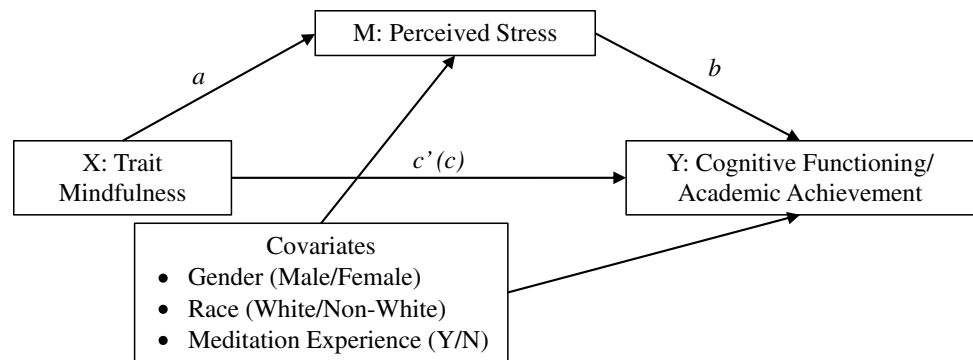 M: Perceived Stress
a
b
X: Trait
Mindfulness
c’ (c)
Y: Cognitive Functioning/
Academic Achievement
Covariates
• Gender (Male/Female)
• Race (White/Non-White)
• Meditation Experience (Y/N)